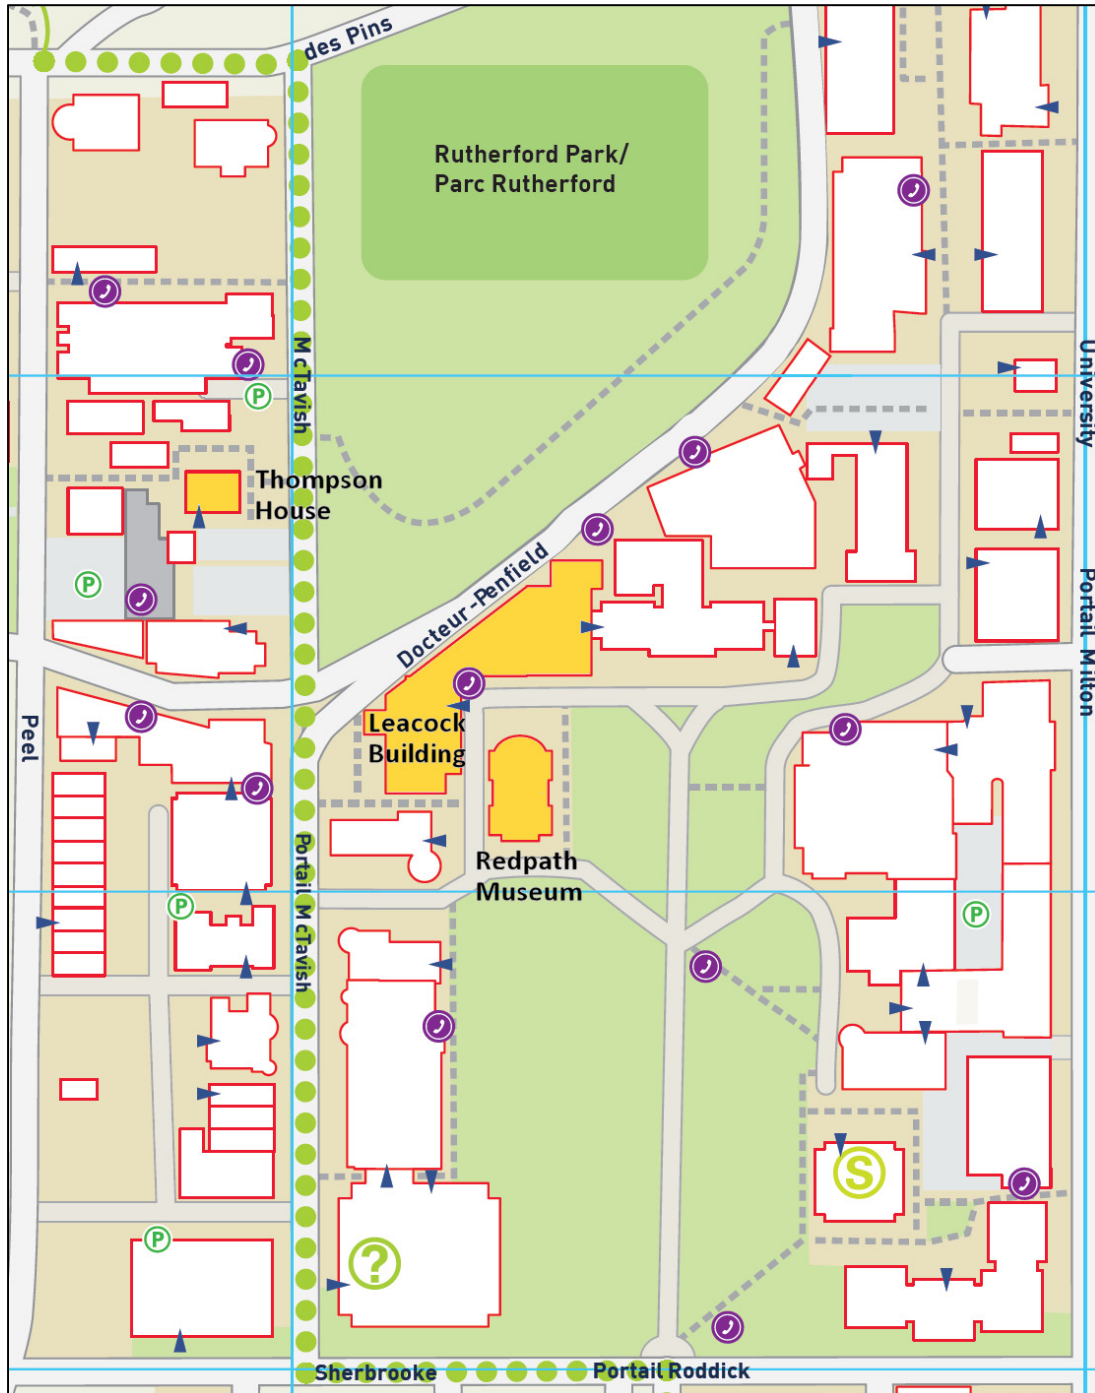 des Pins
Rutherford Park/
Parc Rutherford
McTavish
University
P
Thompson
House
P
Docteur-Penfield
Portail Milton
Peel
Leacock
Building
Portail McTavish
Redpath
Museum
P
P
S
P
?
Sherbrooke
Portail Roddick